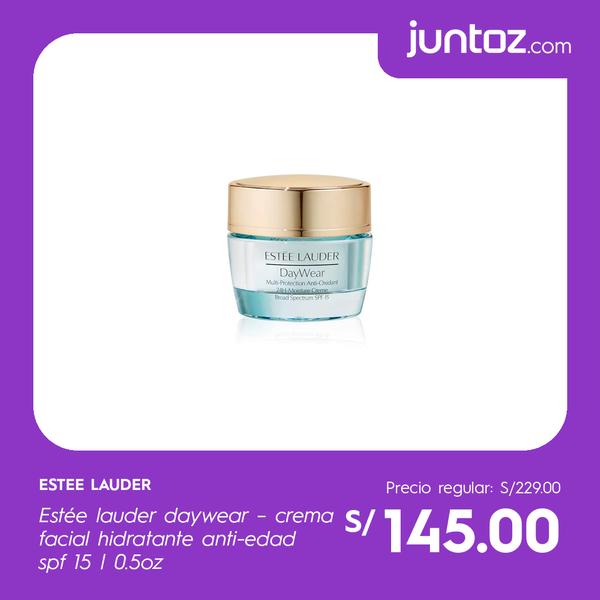 juntoz.com
ESTĒE LAUDER
DayWear
Multi-Protection Anti-Oxidant
24H-Moisture Creme
Broad Spectrum SPF 15
ESTEE LAUDER
Estée lauder daywear - crema
facial hidratante anti-edad
spf 15 | 0.5oz
Precio regular: S/229.00
S/145.00